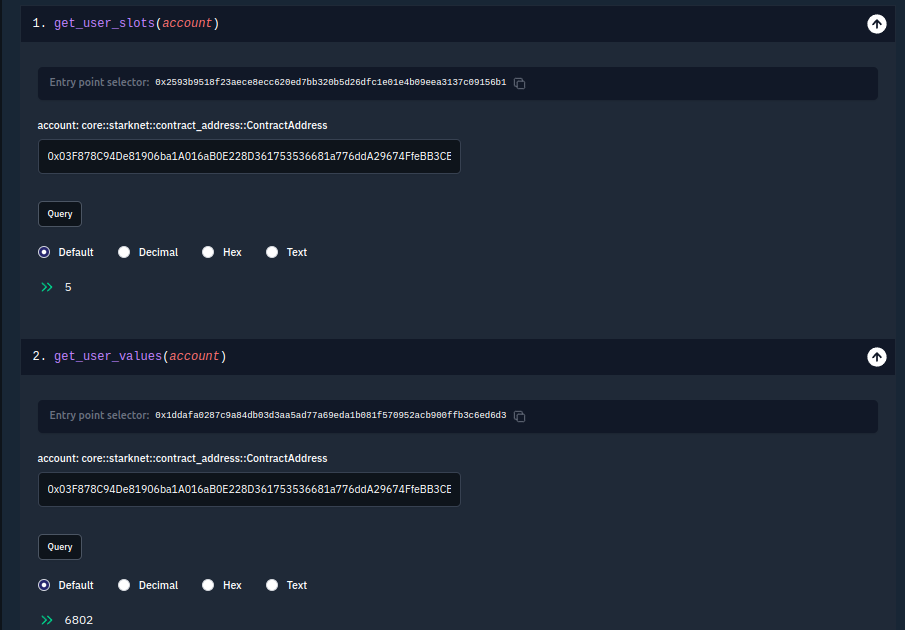 1. get_user_slots(account)
Entry point selector: 0x2593b9518f23aece8ecc620ed7bb320b5d26dfc1e01e4b09eea3137c09156b1
account: core::starknet::contract_address::ContractAddress
0x03F878C94De81906ba1A016aB0E228D361753536681a776ddA29674FfeBB3CE
Query
Default Decimal Hex Text
5
2. get_user_values(account)
Entry point selector: 0x1ddafa0287c9a84db03d3aa5ad77a69eda1b081f570952acb900ffb3c6ed6d3
account: core::starknet::contract_address::ContractAddress
0x03F878C94De81906ba1A016aB0E228D361753536681a776ddA29674FfeBB3CE
Query
Default Decimal Hex Text
6802